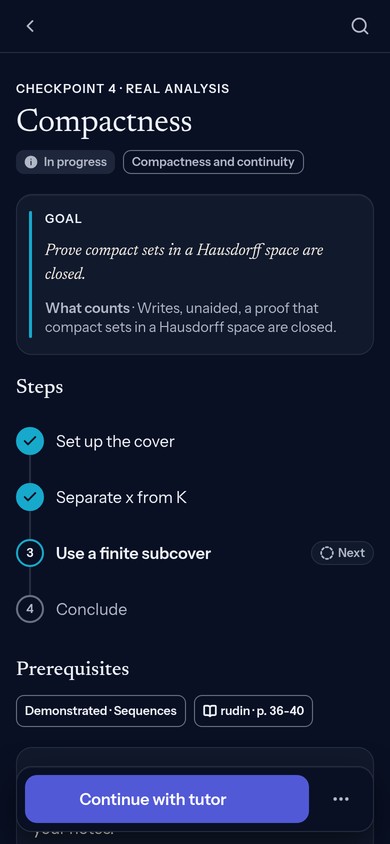 CHECKPOINT 4 · REAL ANALYSIS
Compactness
In progress
Compactness and continuity
GOAL
Prove compact sets in a Hausdorff space are
closed.
What counts · Writes, unaided, a proof that
compact sets in a Hausdorff space are closed.
Steps
Set up the cover
Separate x from K
3 Use a finite subcover Next
4 Conclude
Prerequisites
Demonstrated · Sequences
rudin · p. 36–40
Continue with tutor
your notes.